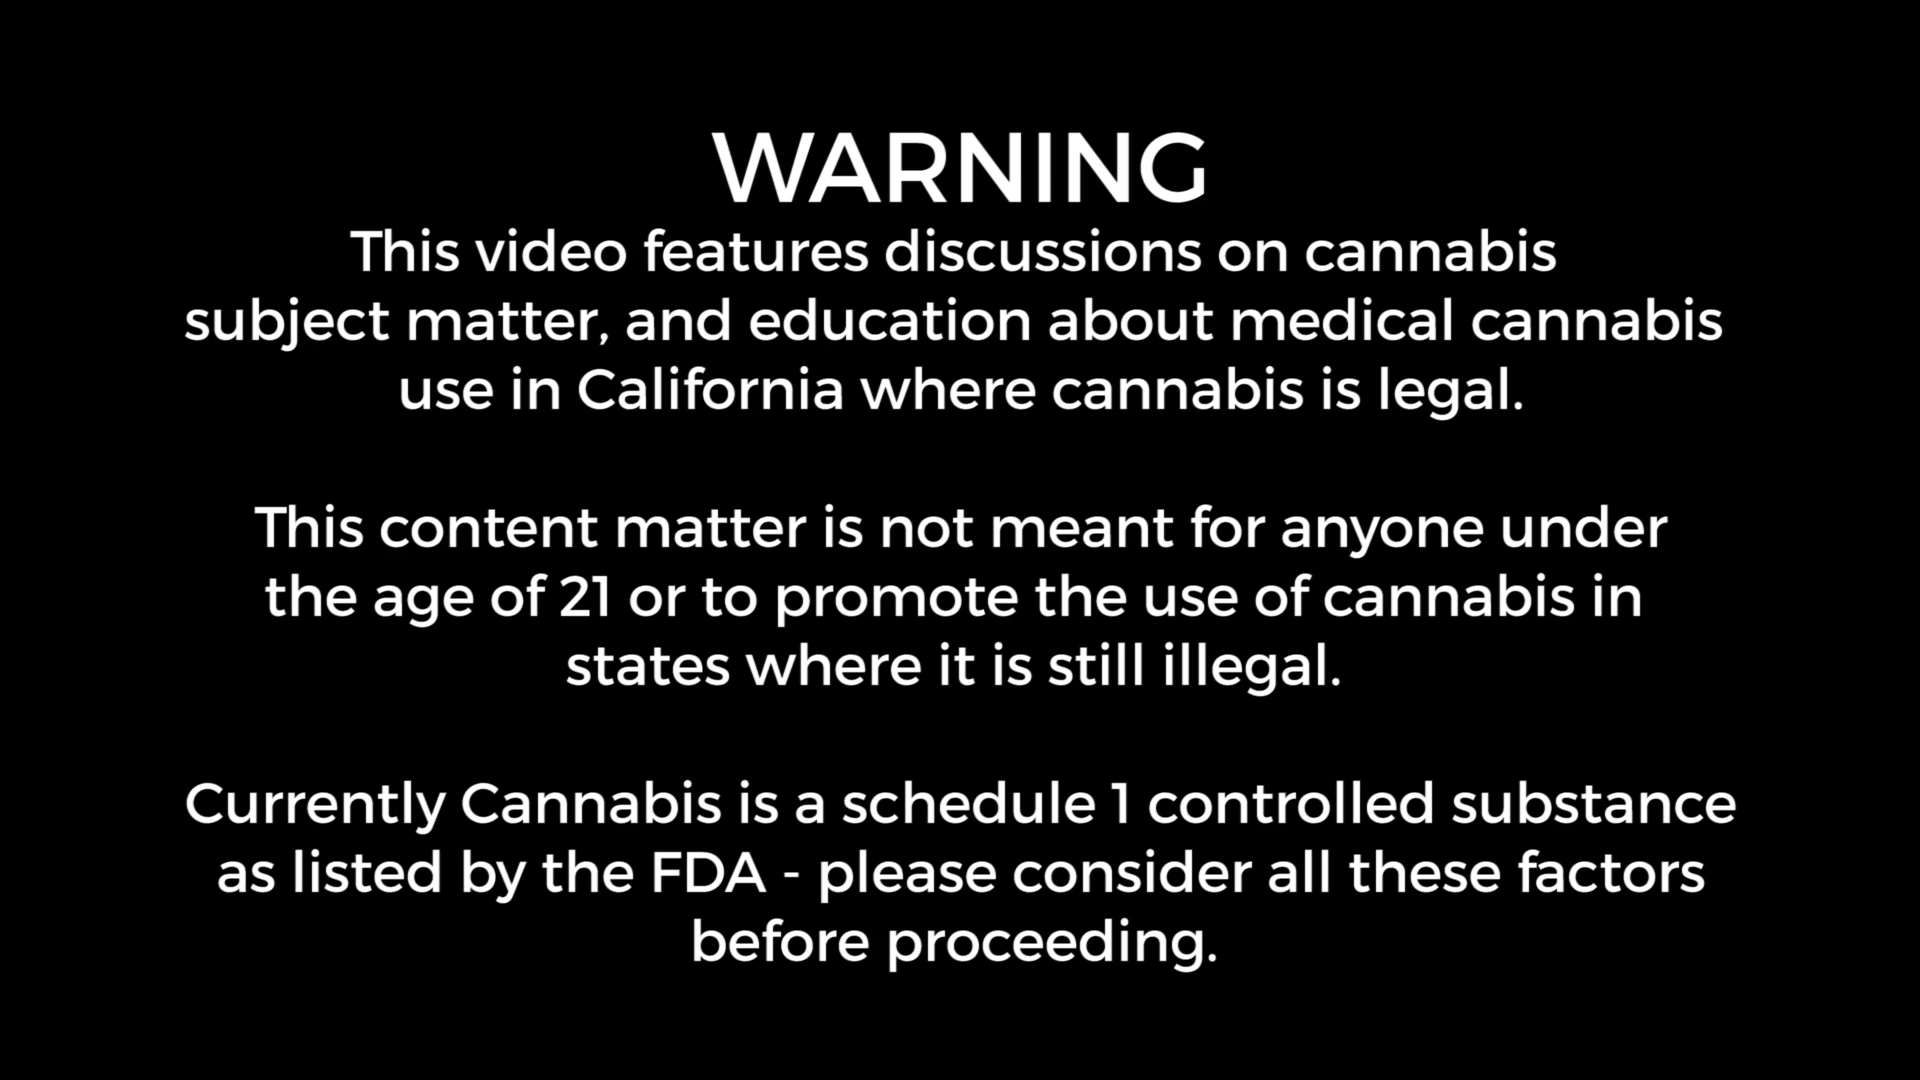 WARNING
This video features discussions on cannabis
subject matter, and education about medical cannabis
use in California where cannabis is legal.
This content matter is not meant for anyone under
the age of 21 or to promote the use of cannabis in
states where it is still illegal.
Currently Cannabis is a schedule 1 controlled substance
as listed by the FDA - please consider all these factors
before proceeding.